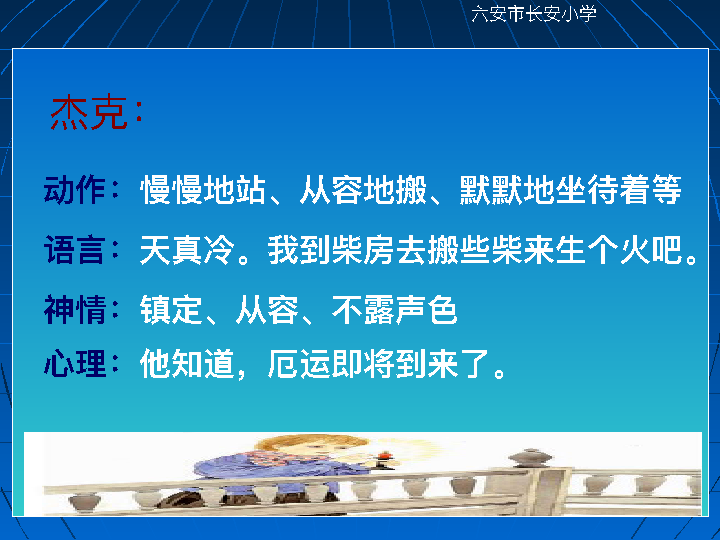 六安市长安小学
杰克：
动作：慢慢地站、从容地搬、默默地坐待着等
语言：天真冷。我到柴房去搬些柴来生个火吧。
神情：镇定、从容、不露声色
心理：他知道，厄运即将到来了。